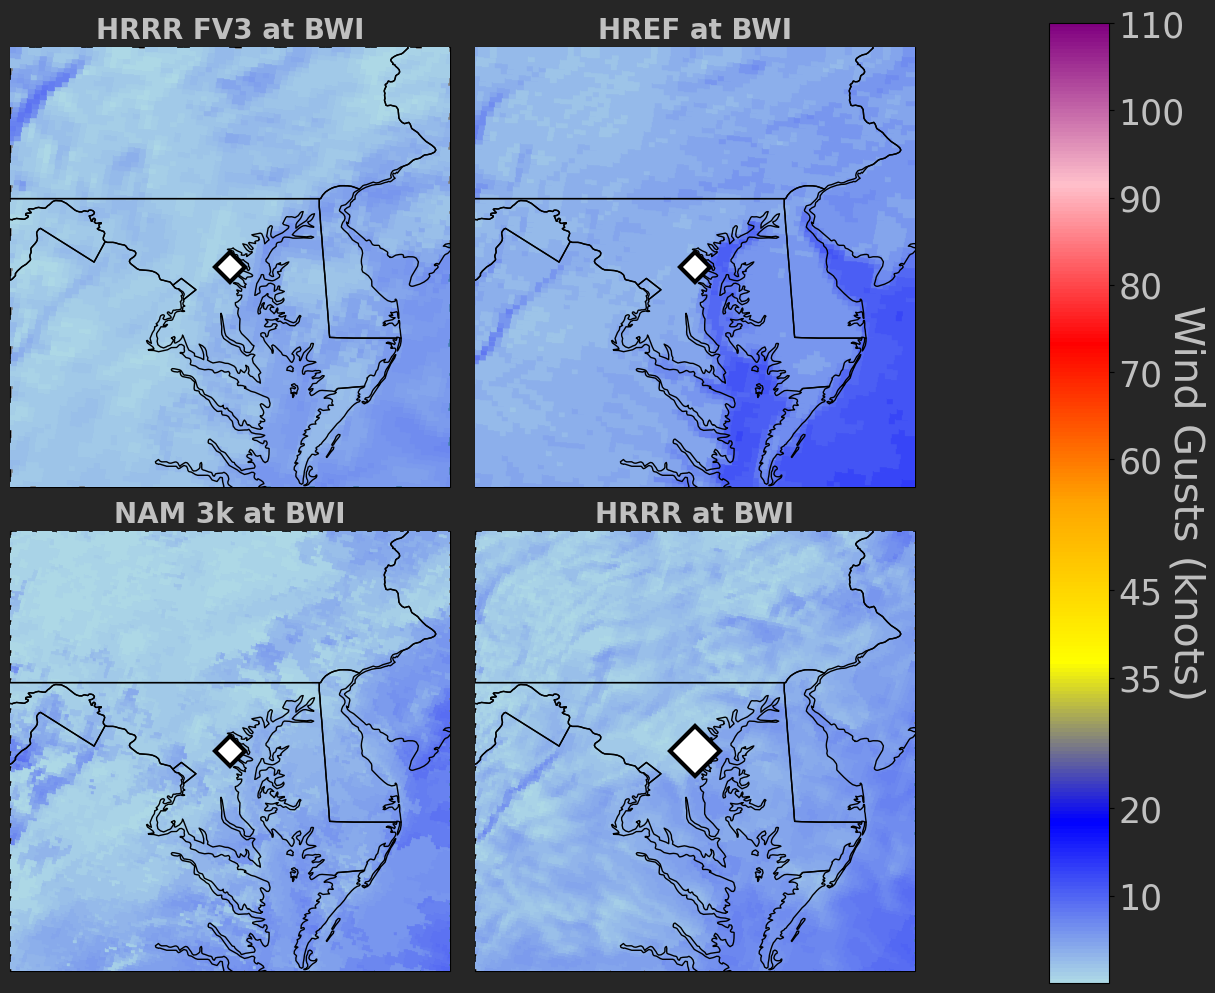 HRRR FV3 at BWI
HREF at BWI
NAM 3k at BWI
HRRR at BWI
110
100
90
80
70
60
45
35
20
10
Wind Gusts (knots)